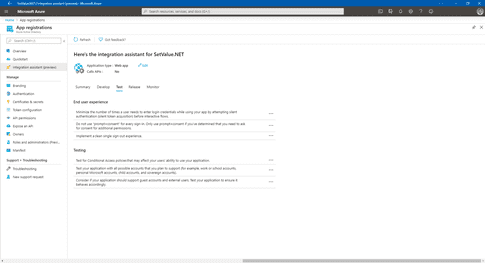 SetValue.NET | Integration assistant (preview) - Microsoft Azure
Microsoft Azure
Search resources, services, and docs (G+/)
Home > App registrations
App registrations
Search (Ctrl+/)
Overview
Quickstart
Integration assistant (preview)
Manage
Branding
Authentication
Certificates & secrets
Token configuration
API permissions
Expose an API
Owners
Roles and administrators (Previ...
Manifest
Support + Troubleshooting
Troubleshooting
New support request
Refresh
Got feedback?
Here's the integration assistant for SetValue.NET
Application type : Web app
Edit
Calls APIs : No
Summary Develop Test Release Monitor
End user experience
Minimize the number of times a user needs to enter login credentials while using your app by attempting silent
authentication (silent token acquisition) before interactive flows.
Do not use "prompt=consent" for every sign-in. Only use prompt=consent if you've determined that you need to ask
for consent for additional permissions
Implement a clean single sign-out experience.
Testing
Test for Conditional access policies that may affect your users' ability to use your application.
Test your application with all possible accounts that you plan to support (for example, work or school accounts,
personal Microsoft accounts, child accounts, and sovereign accounts).
Consider if your application should support guest accounts and external users. Test your application to ensure it
behaves accordingly.